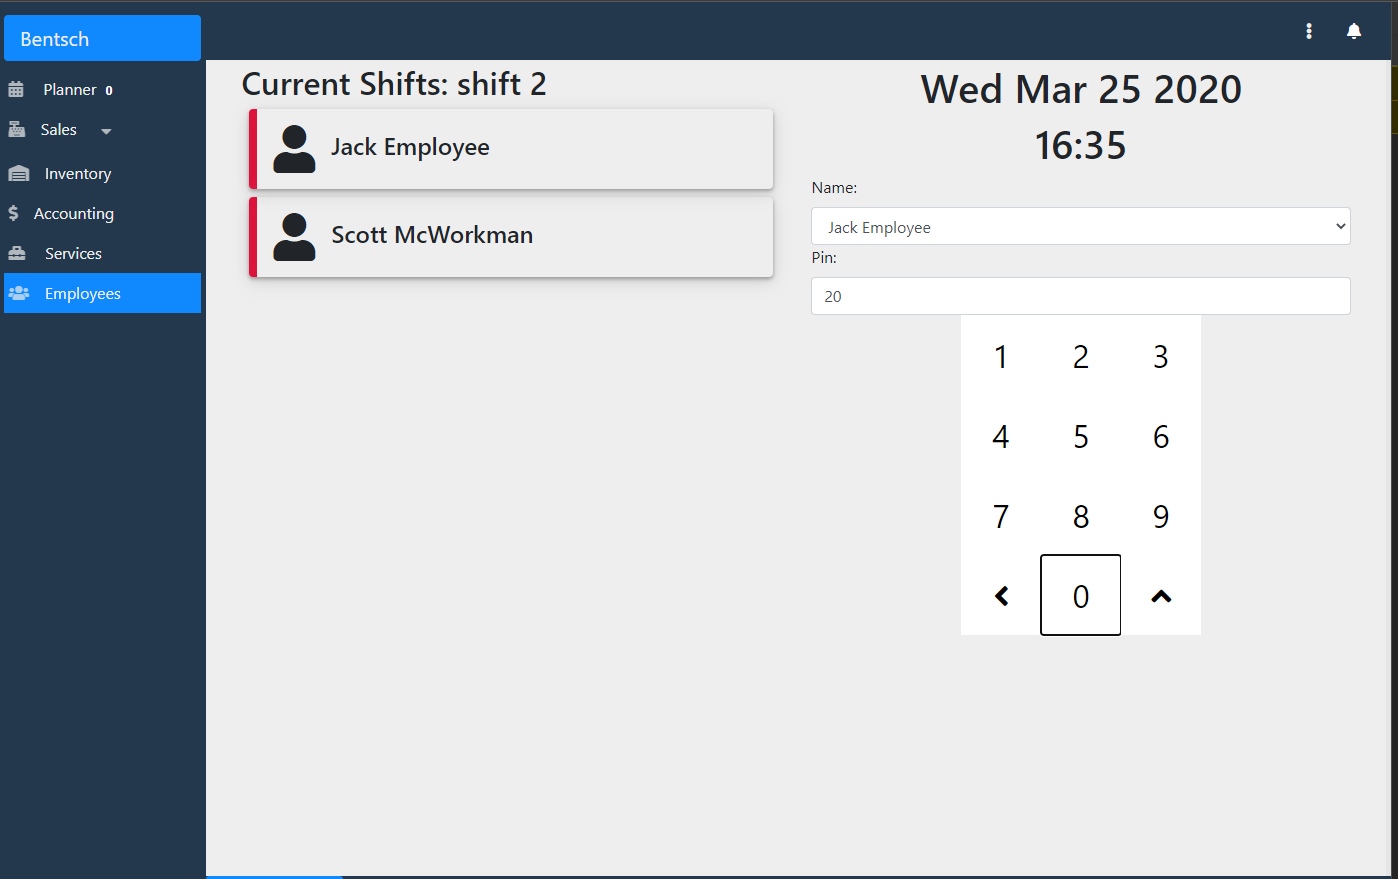 Bentsch
Planner 0
Sales
Inventory
Accounting
Services
Employees
Current Shifts: shift 2
Jack Employee
Scott McWorkman
Wed Mar 25 2020
16:35
Name:
Jack Employee
Pin:
20
1 2 3
4 5 6
7 8 9
0